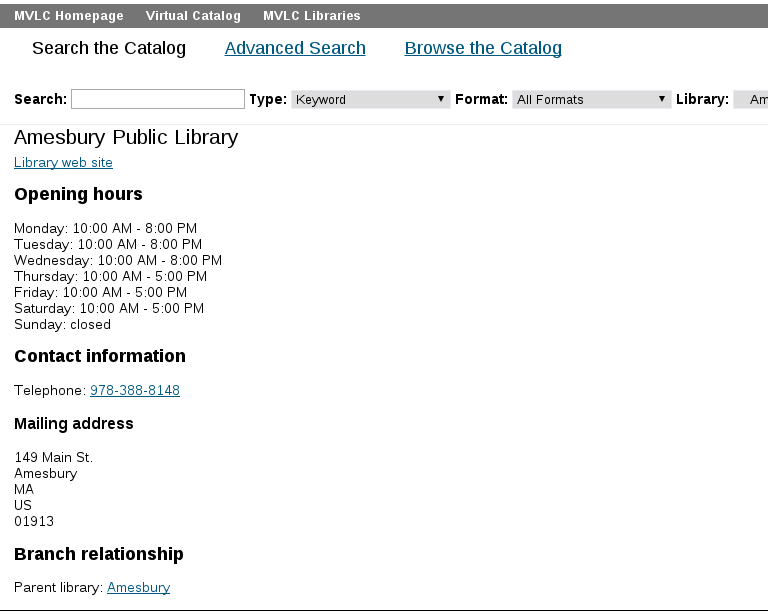 MVLC Homepage Virtual Catalog MVLC Libraries
Search the Catalog Advanced Search Browse the Catalog
Search: Type: Keyword Format: All Formats Library: Am
Amesbury Public Library
Library web site
Opening hours
Monday: 10:00 AM - 8:00 PM
Tuesday: 10:00 AM - 8:00 PM
Wednesday: 10:00 AM - 8:00 PM
Thursday: 10:00 AM - 5:00 PM
Friday: 10:00 AM - 5:00 PM
Saturday: 10:00 AM - 5:00 PM
Sunday: closed
Contact information
Telephone: 978-388-8148
Mailing address
149 Main St.
Amesbury
MA
US
01913
Branch relationship
Parent library: Amesbury